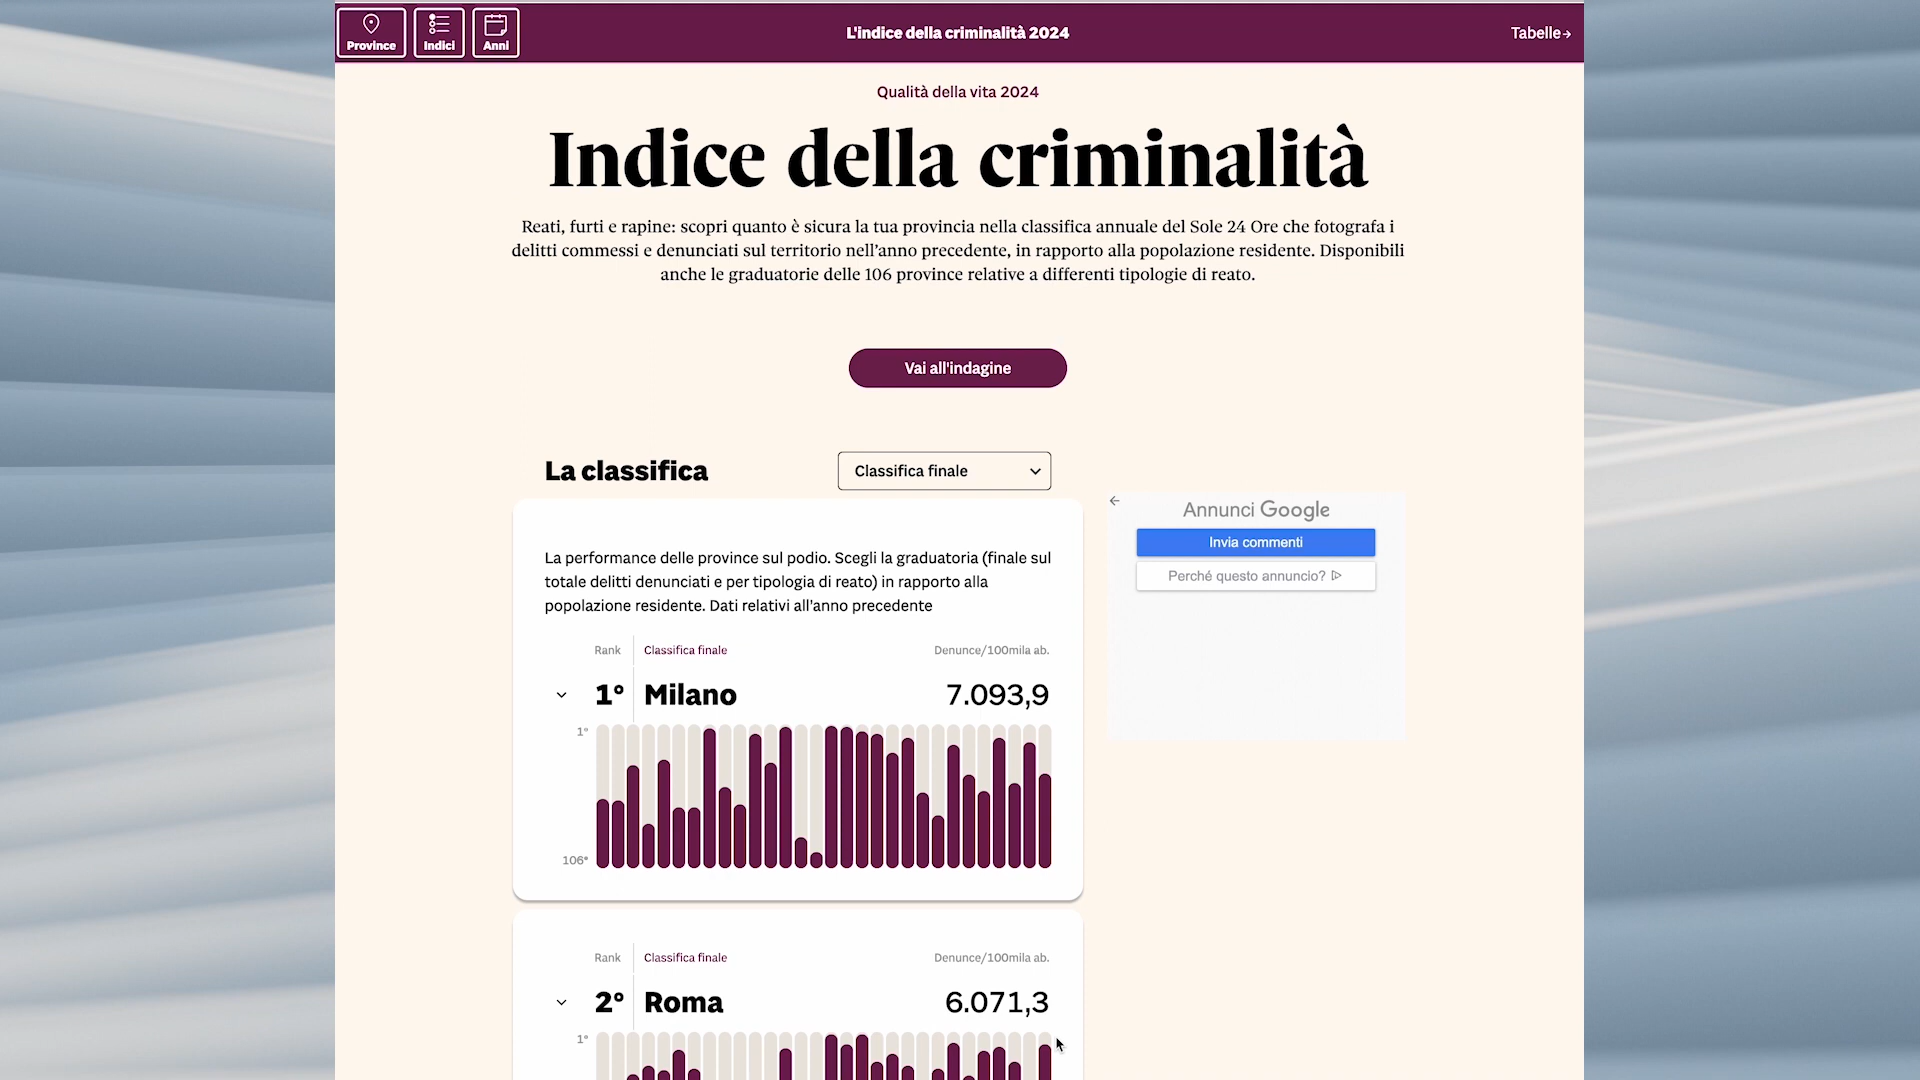 Province
Indici
Anni
L'indice della criminalità 2024
Tabelle→
Qualità della vita 2024
Indice della criminalità
Reati, furti e rapine: scopri quanto è sicura la tua provincia nella classifica annuale del Sole 24 Ore che fotografa i
delitti commessi e denunciati sul territorio nell’anno precedente, in rapporto alla popolazione residente. Disponibili
anche le graduatorie delle 106 province relative a differenti tipologie di reato.
Vai all'indagine
La classifica
Classifica finale
Annunci Google
Invia commenti
Perché questo annuncio?
La performance delle province sul podio. Scegli la graduatoria (finale sul
totale delitti denunciati e per tipologia di reato) in rapporto alla
popolazione residente. Dati relativi all'anno precedente
Rank Classifica finale Denunce/100mila ab.
1° Milano 7.093,9
1°
106°
Rank Classifica finale Denunce/100mila ab.
2° Roma 6.071,3
1°